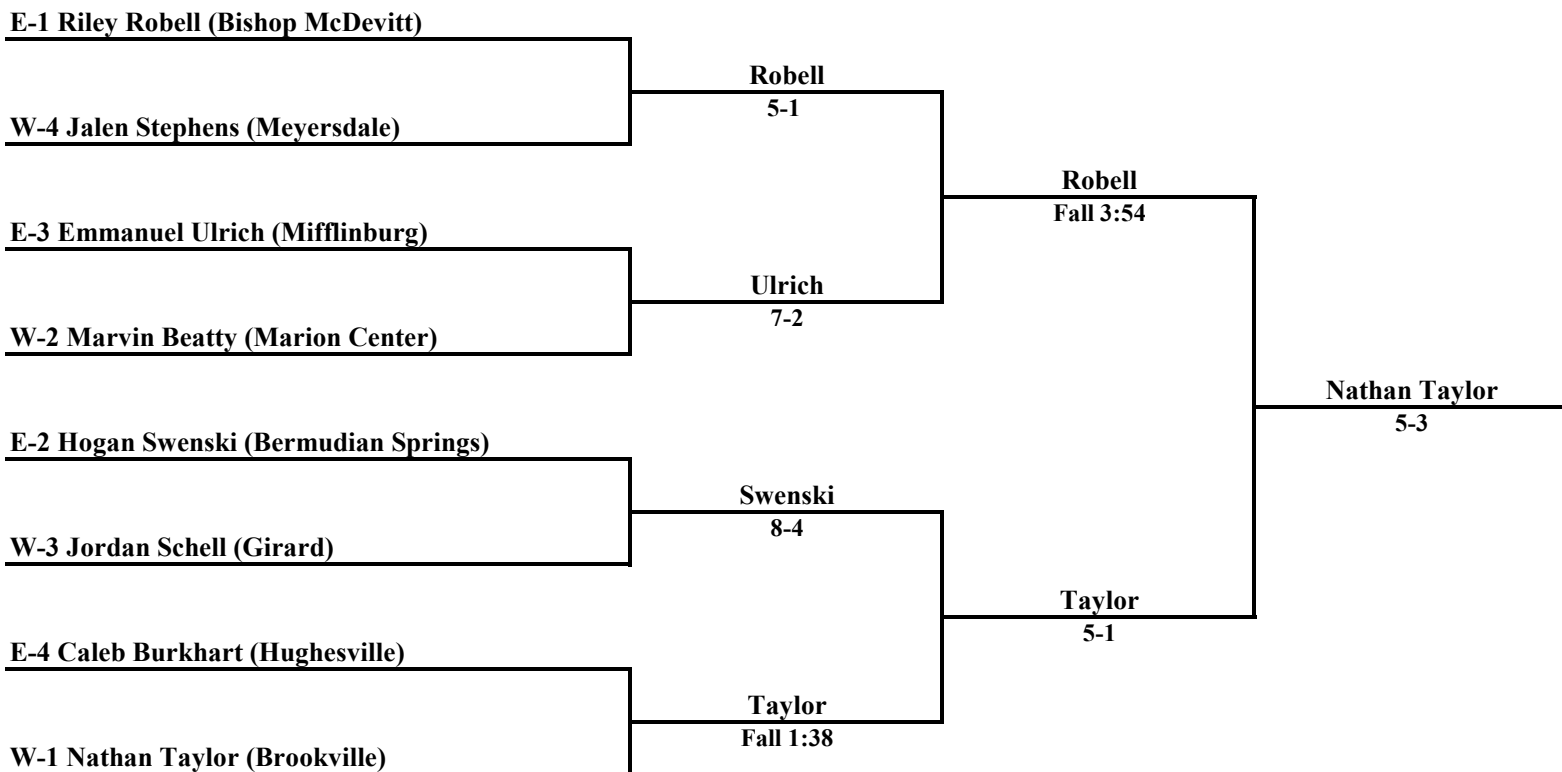 E-1 Riley Robell (Bishop McDevitt)
Robell
5-1
W-4 Jalen Stephens (Meyersdale)
Robell
Fall 3:54
E-3 Emmanuel Ulrich (Mifflinburg)
Ulrich
7-2
W-2 Marvin Beatty (Marion Center)
Nathan Taylor
5-3
E-2 Hogan Swenski (Bermudian Springs)
Swenski
8-4
W-3 Jordan Schell (Girard)
Taylor
5-1
E-4 Caleb Burkhart (Hughesville)
Taylor
Fall 1:38
W-1 Nathan Taylor (Brookville)